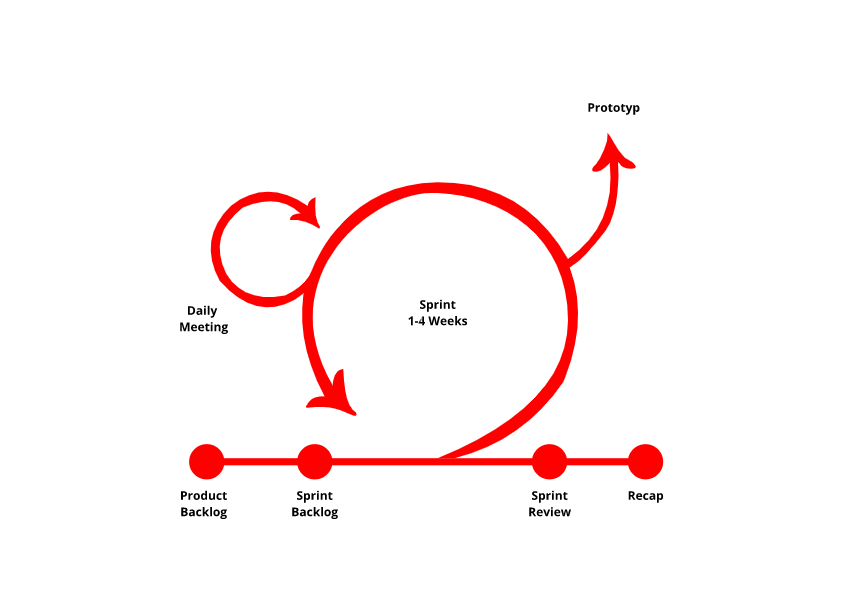 Prototyp
Sprint
1-4 Weeks
Daily
Meeting
Product
Backlog
Sprint
Backlog
Sprint
Review
Recap